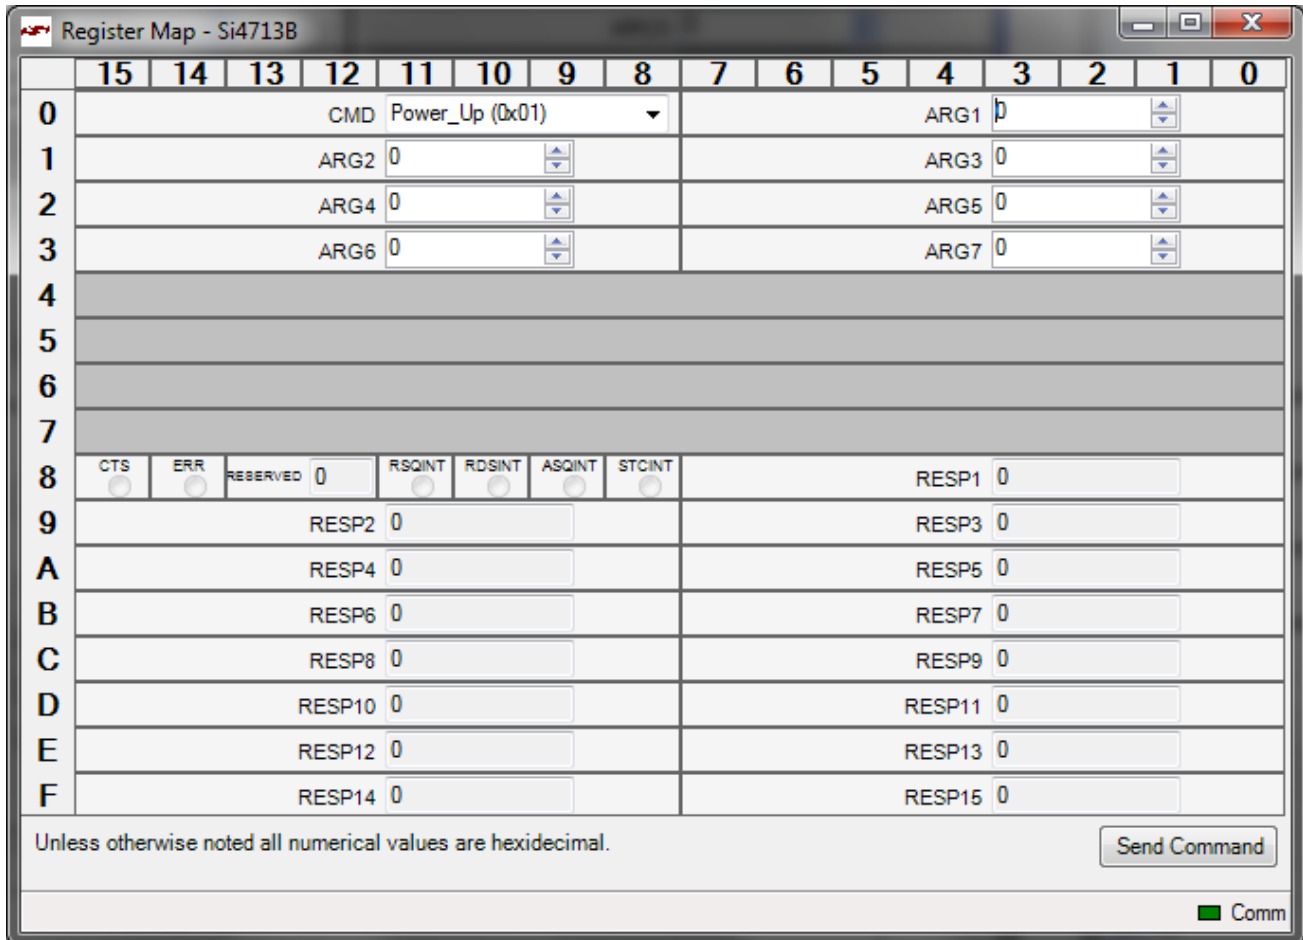 Register Map - Si4713B
15 14 13 12 11 10 9 8 7 6 5 4 3 2 1 0
0 CMD Power_Up (0x01) ARG1 0
1 ARG2 0 ARG3 0
2 ARG4 0 ARG5 0
3 ARG6 0 ARG7 0
4
5
6
7
8 CTS ERR RESERVED 0 RSQINT RDSINT ASQINT STCINT RESP1 0
9 RESP2 0 RESP3 0
A RESP4 0 RESP5 0
B RESP6 0 RESP7 0
C RESP8 0 RESP9 0
D RESP10 0 RESP11 0
E RESP12 0 RESP13 0
F RESP14 0 RESP15 0
Unless otherwise noted all numerical values are hexidecimal.
Send Command
Comm